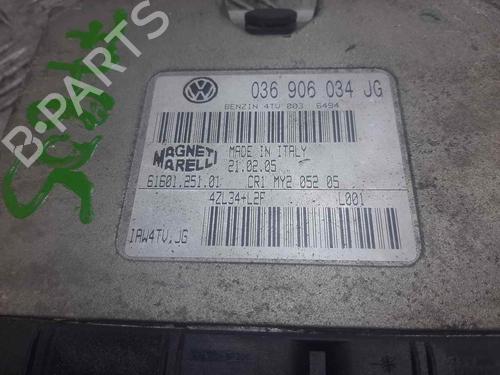 B-PARTS
036 906 034 JG
BENZIN 4TV 003 6494
MAGNETI MARELLI
MADE IN ITALY
21.02.05
61601.251.01 CR1 MY2 052 05
4ZL34+L2F L001
IAW4TV.JG